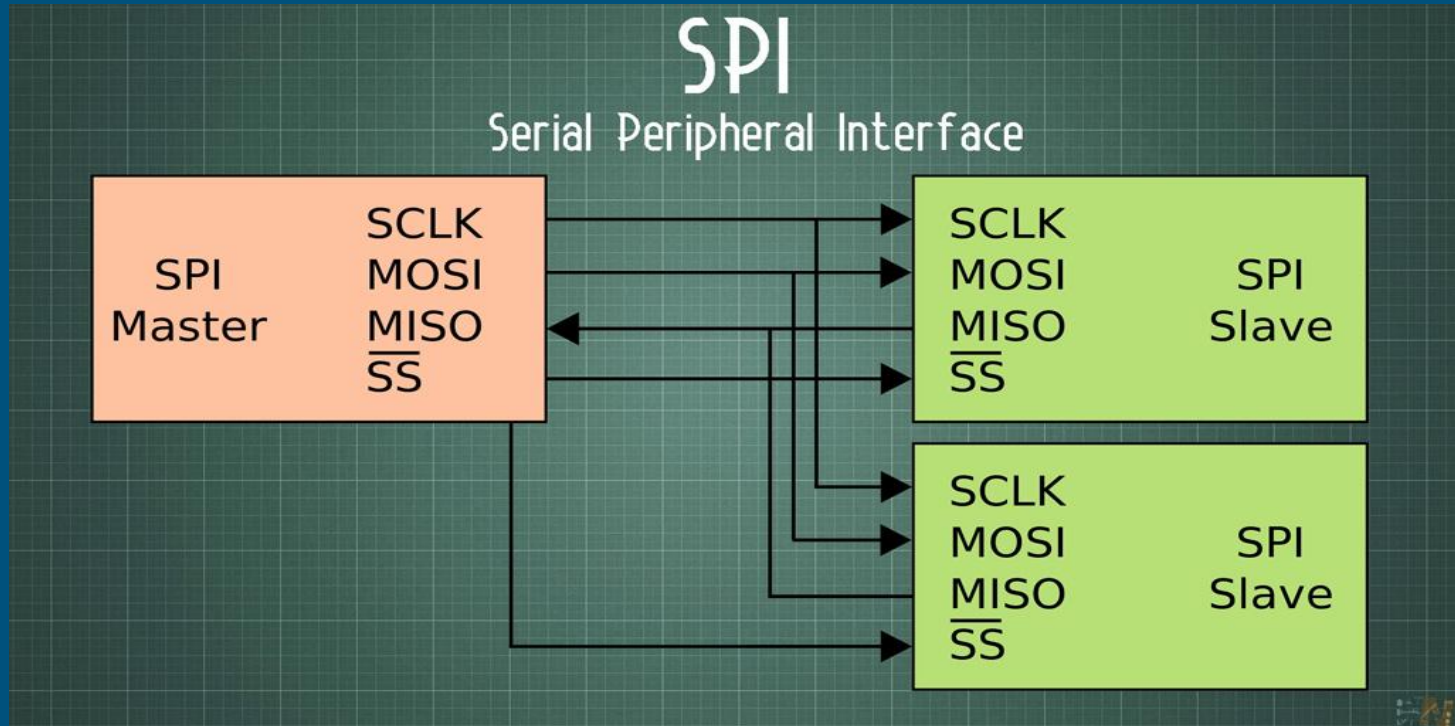 SPI
Serial Peripheral Interface
SPI
Master
SCLK
MOSI
MISO
SS
SCLK
MOSI
MISO
SS
SPI
Slave
SCLK
MOSI
MISO
SS
SPI
Slave